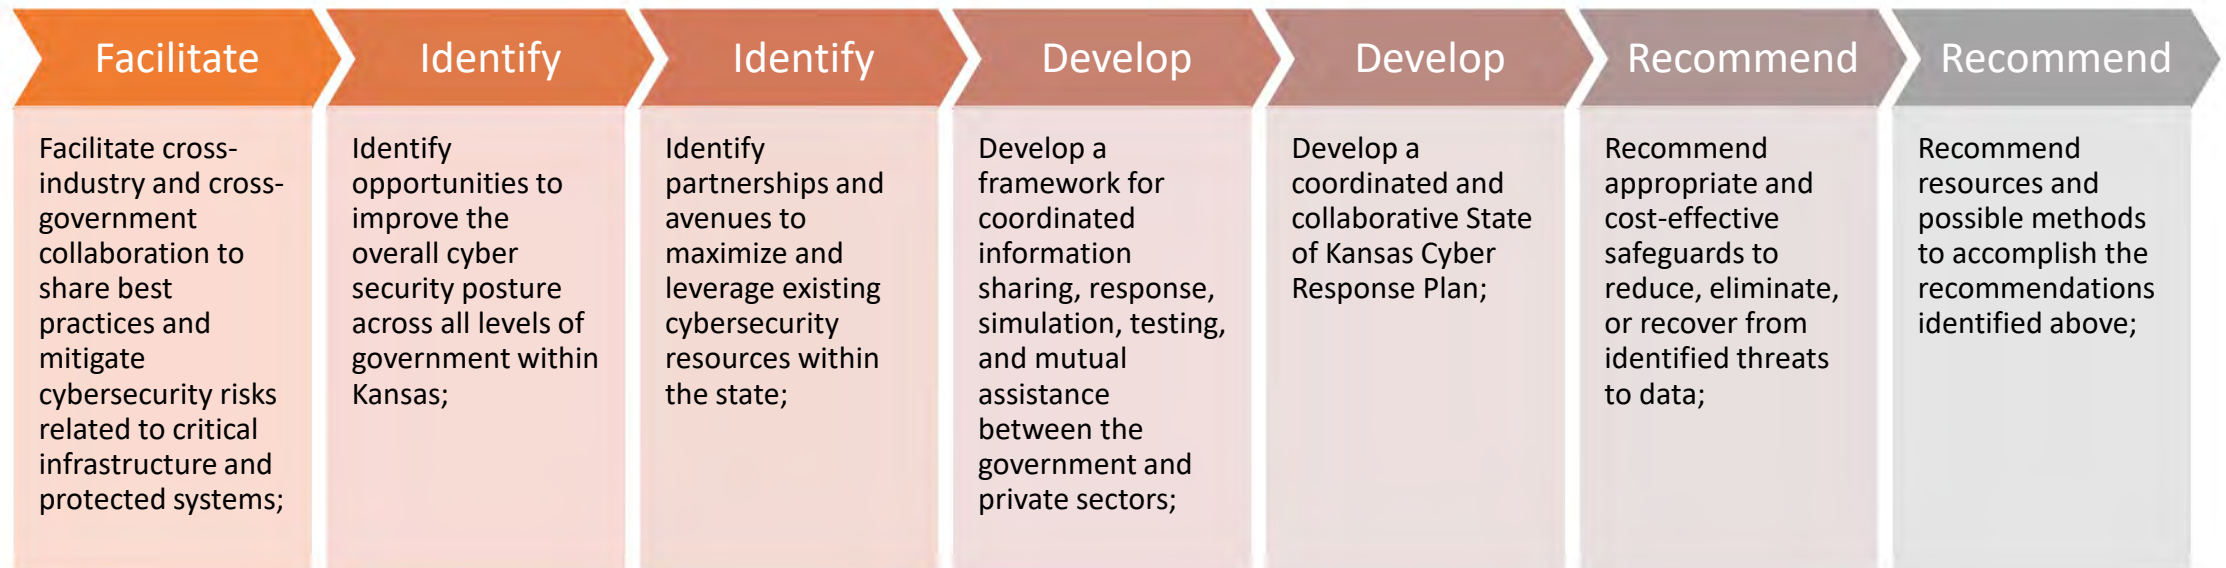 Facilitate
Facilitate cross-
industry and cross-
government
collaboration to
share best
practices and
mitigate
cybersecurity risks
related to critical
infrastructure and
protected systems;
Identify
Identify
opportunities to
improve the
overall cyber
security posture
across all levels of
government within
Kansas;
Identify
Identify
partnerships and
avenues to
maximize and
leverage existing
cybersecurity
resources within
the state;
Develop
Develop a
framework for
coordinated
information
sharing, response,
simulation, testing,
and mutual
assistance
between the
government and
private sectors;
Develop
Develop a
coordinated and
collaborative State
of Kansas Cyber
Response Plan;
Recommend
Recommend
appropriate and
cost-effective
safeguards to
reduce, eliminate,
or recover from
identified threats
to data;
Recommend
Recommend
resources and
possible methods
to accomplish the
recommendations
identified above;